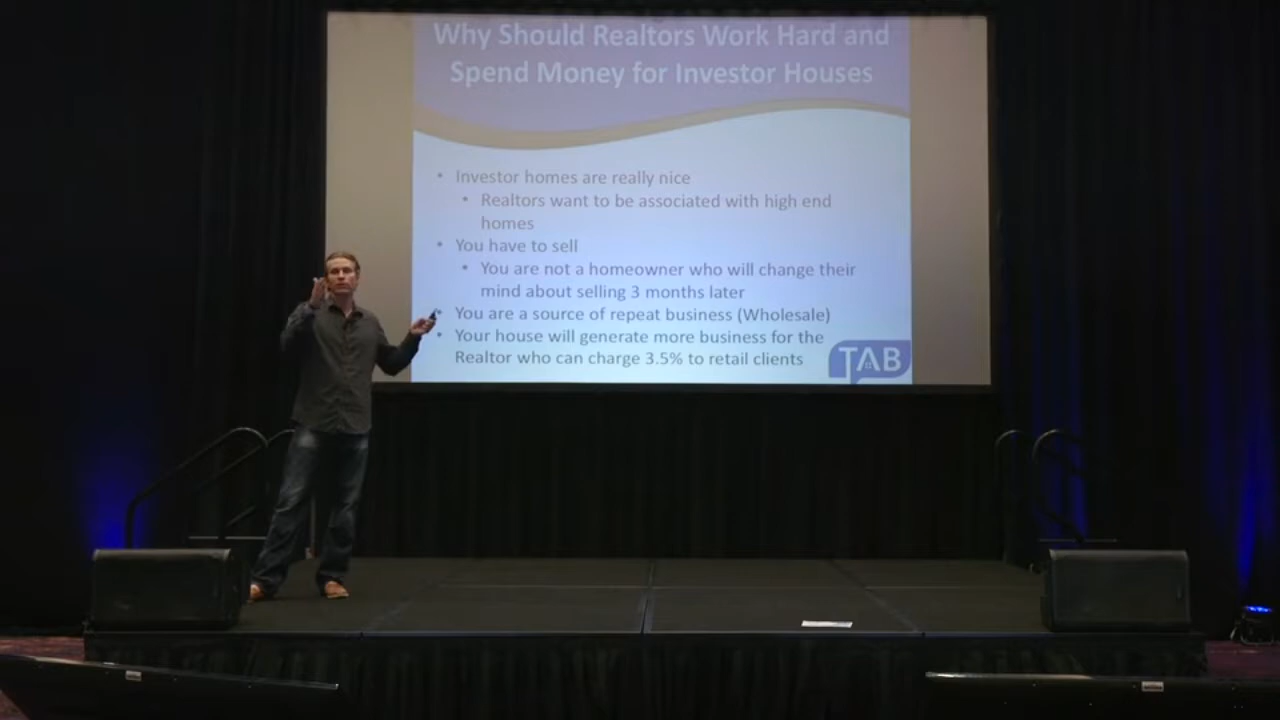 Why Should Realtors Work Hard and
Spend Money for Investor Houses
• Investor homes are really nice
• Realtors want to be associated with high end
homes
• You have to sell
• You are not a homeowner who will change their
mind about selling 3 months later
• You are a source of repeat business (Wholesale)
• Your house will generate more business for the
Realtor who can charge 3.5% to retail clients
TAB